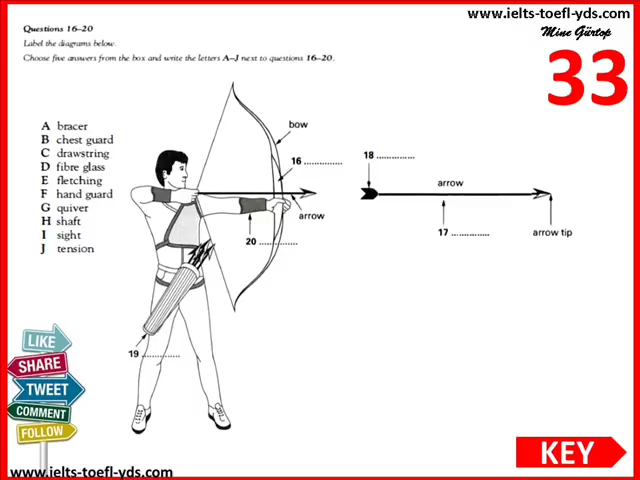 www.ielts-toefl-yds.com
Mine Gürtop
33
Questions 16–20
Label the diagrams below.
Choose five answers from the box and write the letters A–J next to questions 16–20.
A bracer
B chest guard
C drawstring
D fibre glass
E fletching
F hand guard
G quiver
H shaft
I sight
J tension
bow
16 ...............
arrow
20 ...............
19 ...............
18 ...............
arrow
17 ...............
arrow tip
LIKE
SHARE
TWEET
COMMENT
FOLLOW
KEY
www.ielts-toefl-yds.com